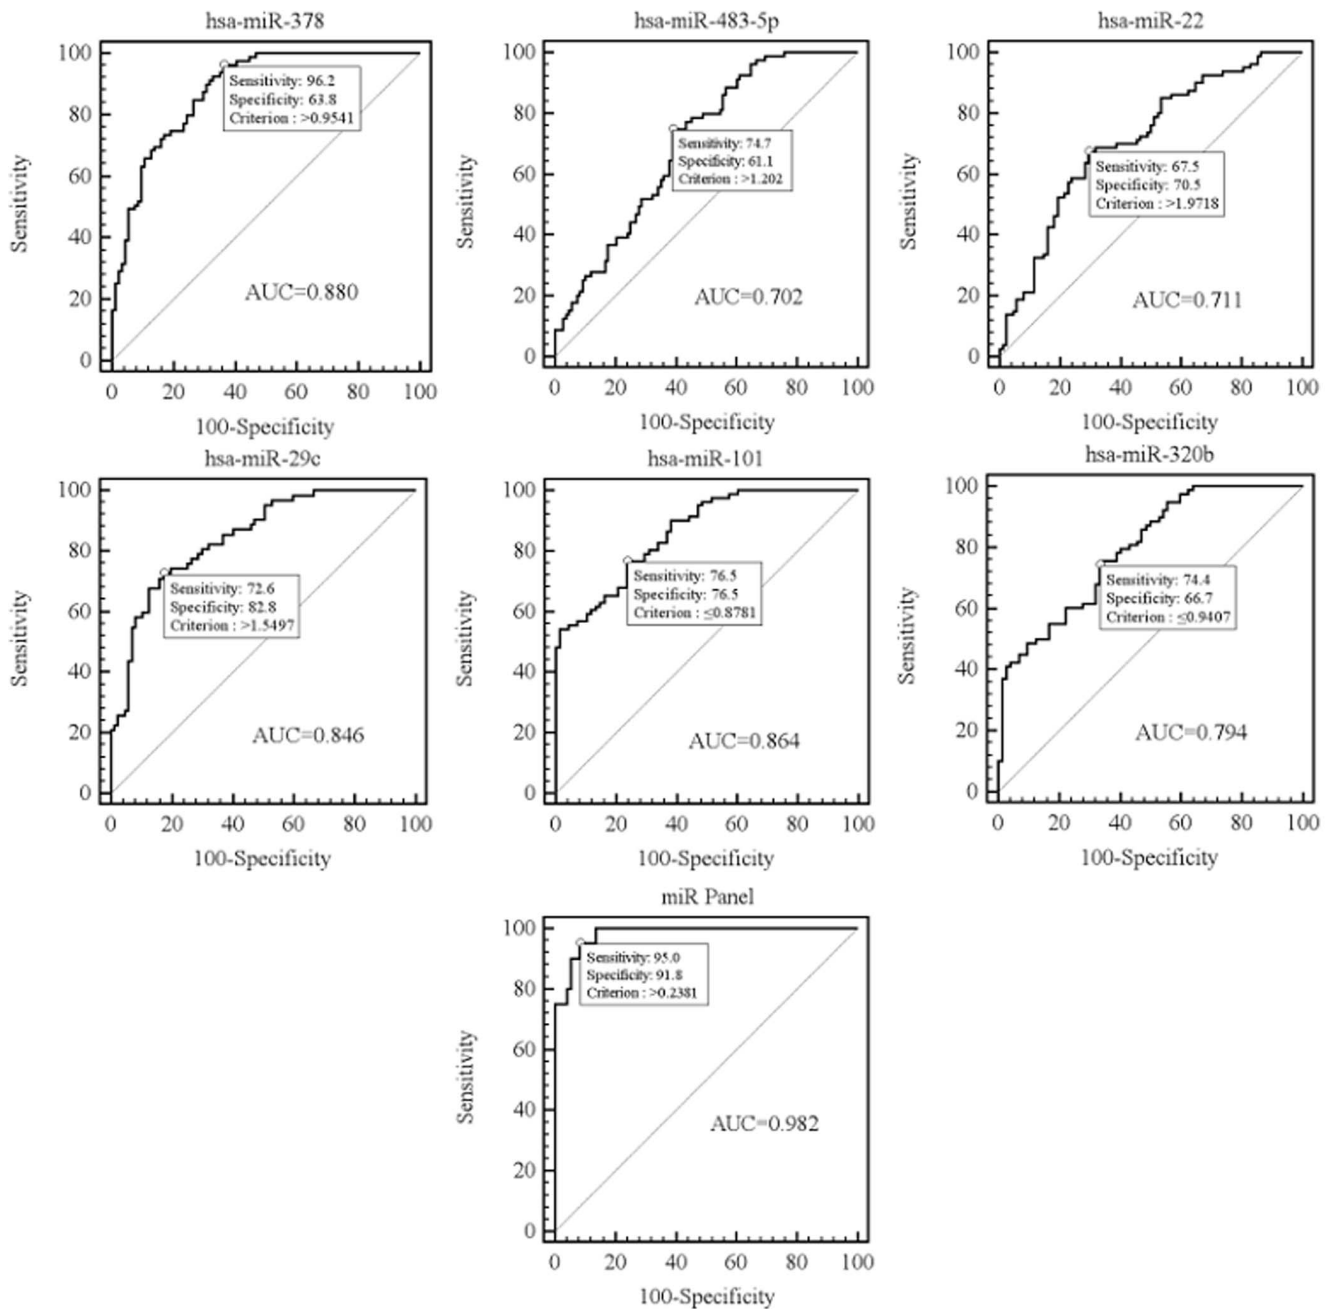 hsa-miR-378
100
80
60
40
20
0
Sensitivity
Sensitivity: 96.2
Specificity: 63.8
Criterion : >0.9541
AUC=0.880
0 20 40 60 80 100
100-Specificity
hsa-miR-483-5p
100
80
60
40
20
0
Sensitivity
Sensitivity: 74.7
Specificity: 61.1
Criterion : >1.202
AUC=0.702
0 20 40 60 80 100
100-Specificity
hsa-miR-22
100
80
60
40
20
0
Sensitivity
Sensitivity: 67.5
Specificity: 70.5
Criterion : >1.9718
AUC=0.711
0 20 40 60 80 100
100-Specificity
hsa-miR-29c
100
80
60
40
20
0
Sensitivity
Sensitivity: 72.6
Specificity: 82.8
Criterion : >1.5497
AUC=0.846
0 20 40 60 80 100
100-Specificity
hsa-miR-101
100
80
60
40
20
0
Sensitivity
Sensitivity: 76.5
Specificity: 76.5
Criterion : ≤0.8781
AUC=0.864
0 20 40 60 80 100
100-Specificity
hsa-miR-320b
100
80
60
40
20
0
Sensitivity
Sensitivity: 74.4
Specificity: 66.7
Criterion : ≤0.9407
AUC=0.794
0 20 40 60 80 100
100-Specificity
miR Panel
100
80
60
40
20
0
Sensitivity
Sensitivity: 95.0
Specificity: 91.8
Criterion : >0.2381
AUC=0.982
0 20 40 60 80 100
100-Specificity